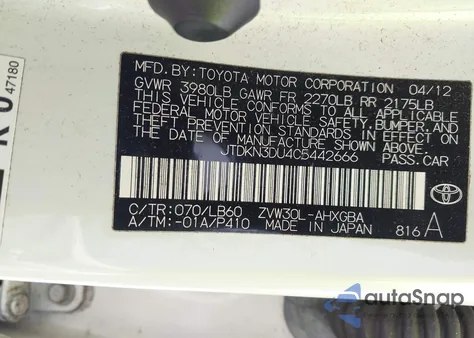 47180
MFD.BY:TOYOTA MOTOR CORPORATION 04/12
GVWR 3980LB GAWR FR 2270LB RR 2175LB
THIS VEHICLE CONFORMS TO ALL APPLICABLE
FEDERAL MOTOR VEHICLE SAFETY,BUMPER,AND
THEFT PREVENTION STANDARDS IN EFFECT ON
THE DATE OF MANUFACTURE SHOWN ABOVE.
JTDKN3DU4C5442666 PASS.CAR
C/TR:070/LB60 ZVW30L-AHXGBA
A/TM:-01A/P410 MADE IN JAPAN 816 A
TOYOTA
autoSnap